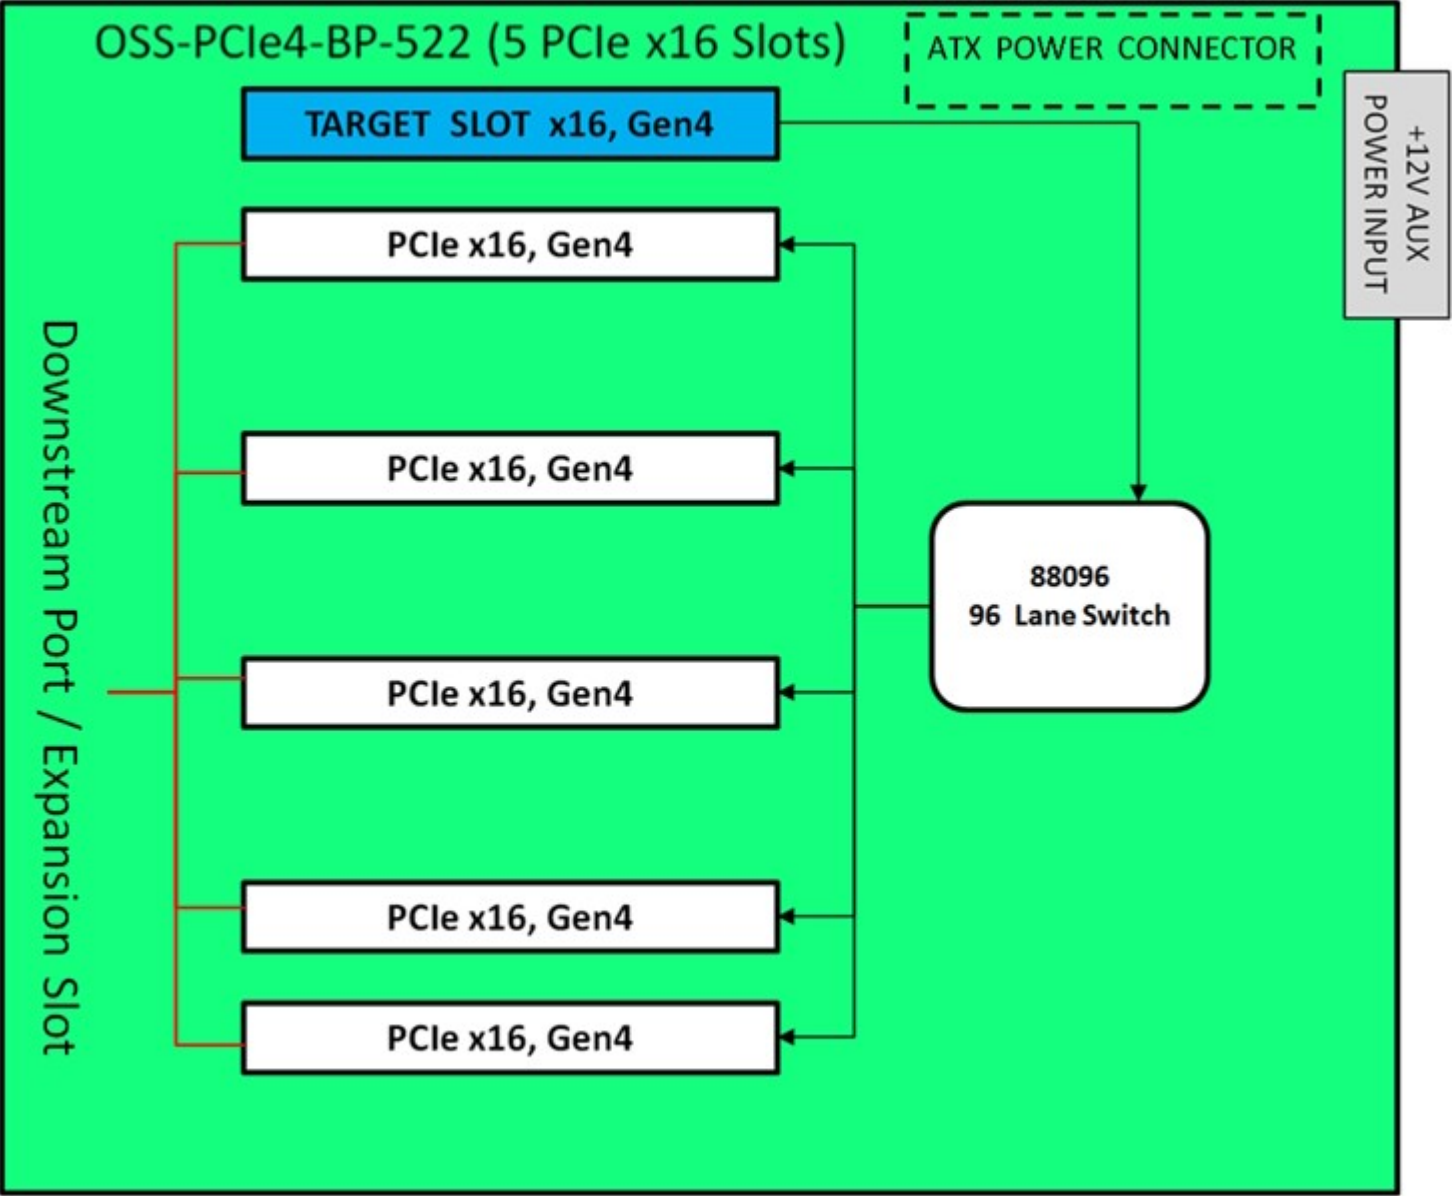 OSS-PCIe4-BP-522 (5 PCIe x16 Slots)
ATX POWER CONNECTOR
+12V AUX
POWER INPUT
TARGET SLOT x16, Gen4
PCIe x16, Gen4
PCIe x16, Gen4
PCIe x16, Gen4
PCIe x16, Gen4
PCIe x16, Gen4
88096
96 Lane Switch
Downstream Port / Expansion Slot